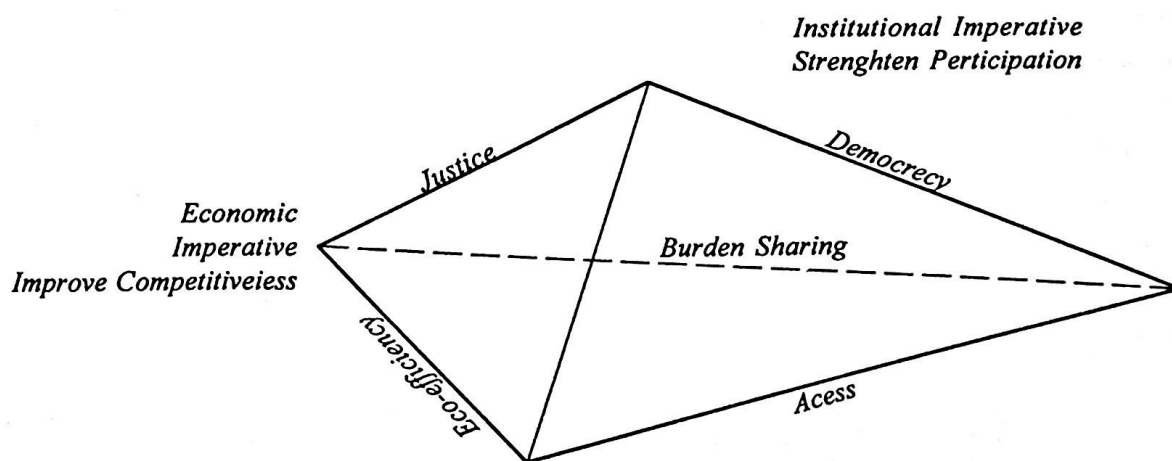 Institutional Imperative
Strenghten Perticipation
Justice
Democrecy
Economic
Imperative
Improve Competitiveiess
Burden Sharing
Eco-efficiency
Acess